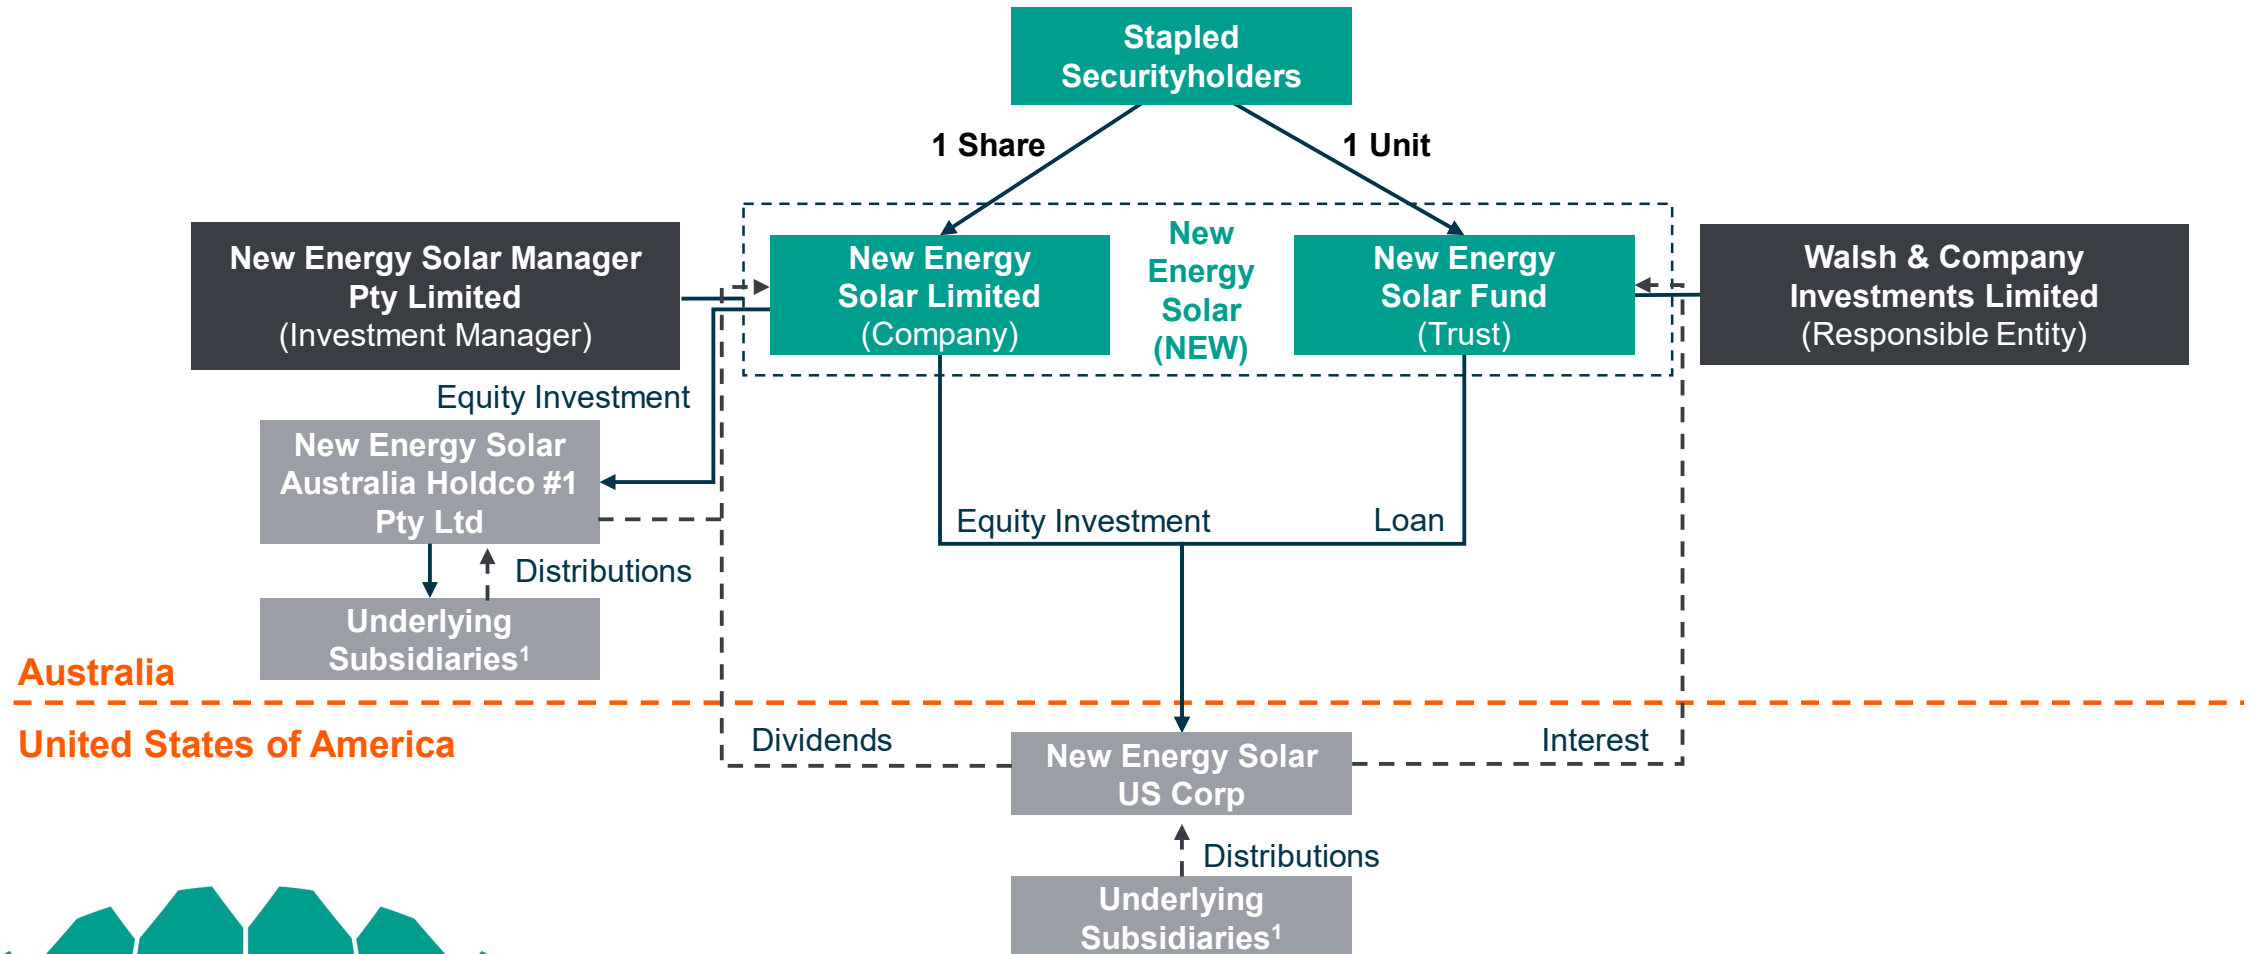 Stapled
Securityholders
1 Share
1 Unit
New Energy Solar Manager
Pty Limited
(Investment Manager)
New Energy
Solar Limited
(Company)
New
Energy
Solar
(NEW)
New Energy
Solar Fund
(Trust)
Walsh & Company
Investments Limited
(Responsible Entity)
Equity Investment
New Energy Solar
Australia Holdco #1
Pty Ltd
Equity Investment
Loan
Distributions
Underlying
Subsidiaries¹
Australia
United States of America
Dividends
New Energy Solar
US Corp
Interest
Distributions
Underlying
Subsidiaries¹